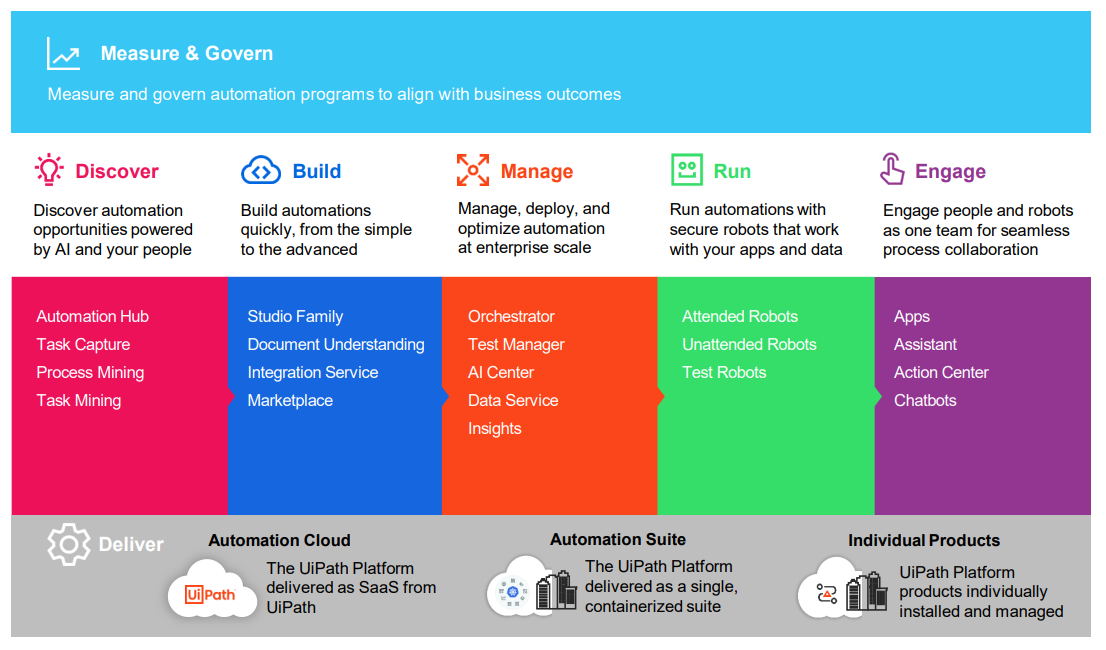 Measure & Govern
Measure and govern automation programs to align with business outcomes
Discover
Discover automation
opportunities powered
by AI and your people
Build
Build automations
quickly, from the simple
to the advanced
Manage
Manage, deploy, and
optimize automation
at enterprise scale
Run
Run automations with
secure robots that work
with your apps and data
Engage
Engage people and robots
as one team for seamless
process collaboration
Automation Hub
Task Capture
Process Mining
Task Mining
Studio Family
Document Understanding
Integration Service
Marketplace
Orchestrator
Test Manager
AI Center
Data Service
Insights
Attended Robots
Unattended Robots
Test Robots
Apps
Assistant
Action Center
Chatbots
Deliver
Automation Cloud
UiPath
The UiPath Platform
delivered as SaaS from
UiPath
Automation Suite
The UiPath Platform
delivered as a single,
containerized suite
Individual Products
UiPath Platform
products individually
installed and managed